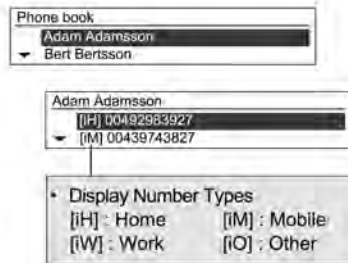 Phone book
Adam Adamsson
Bert Bertsson
Adam Adamsson
[iH] 00492983927
[iM] 00439743827
• Display Number Types
[iH] : Home [iM] : Mobile
[iW] : Work [iO] : Other